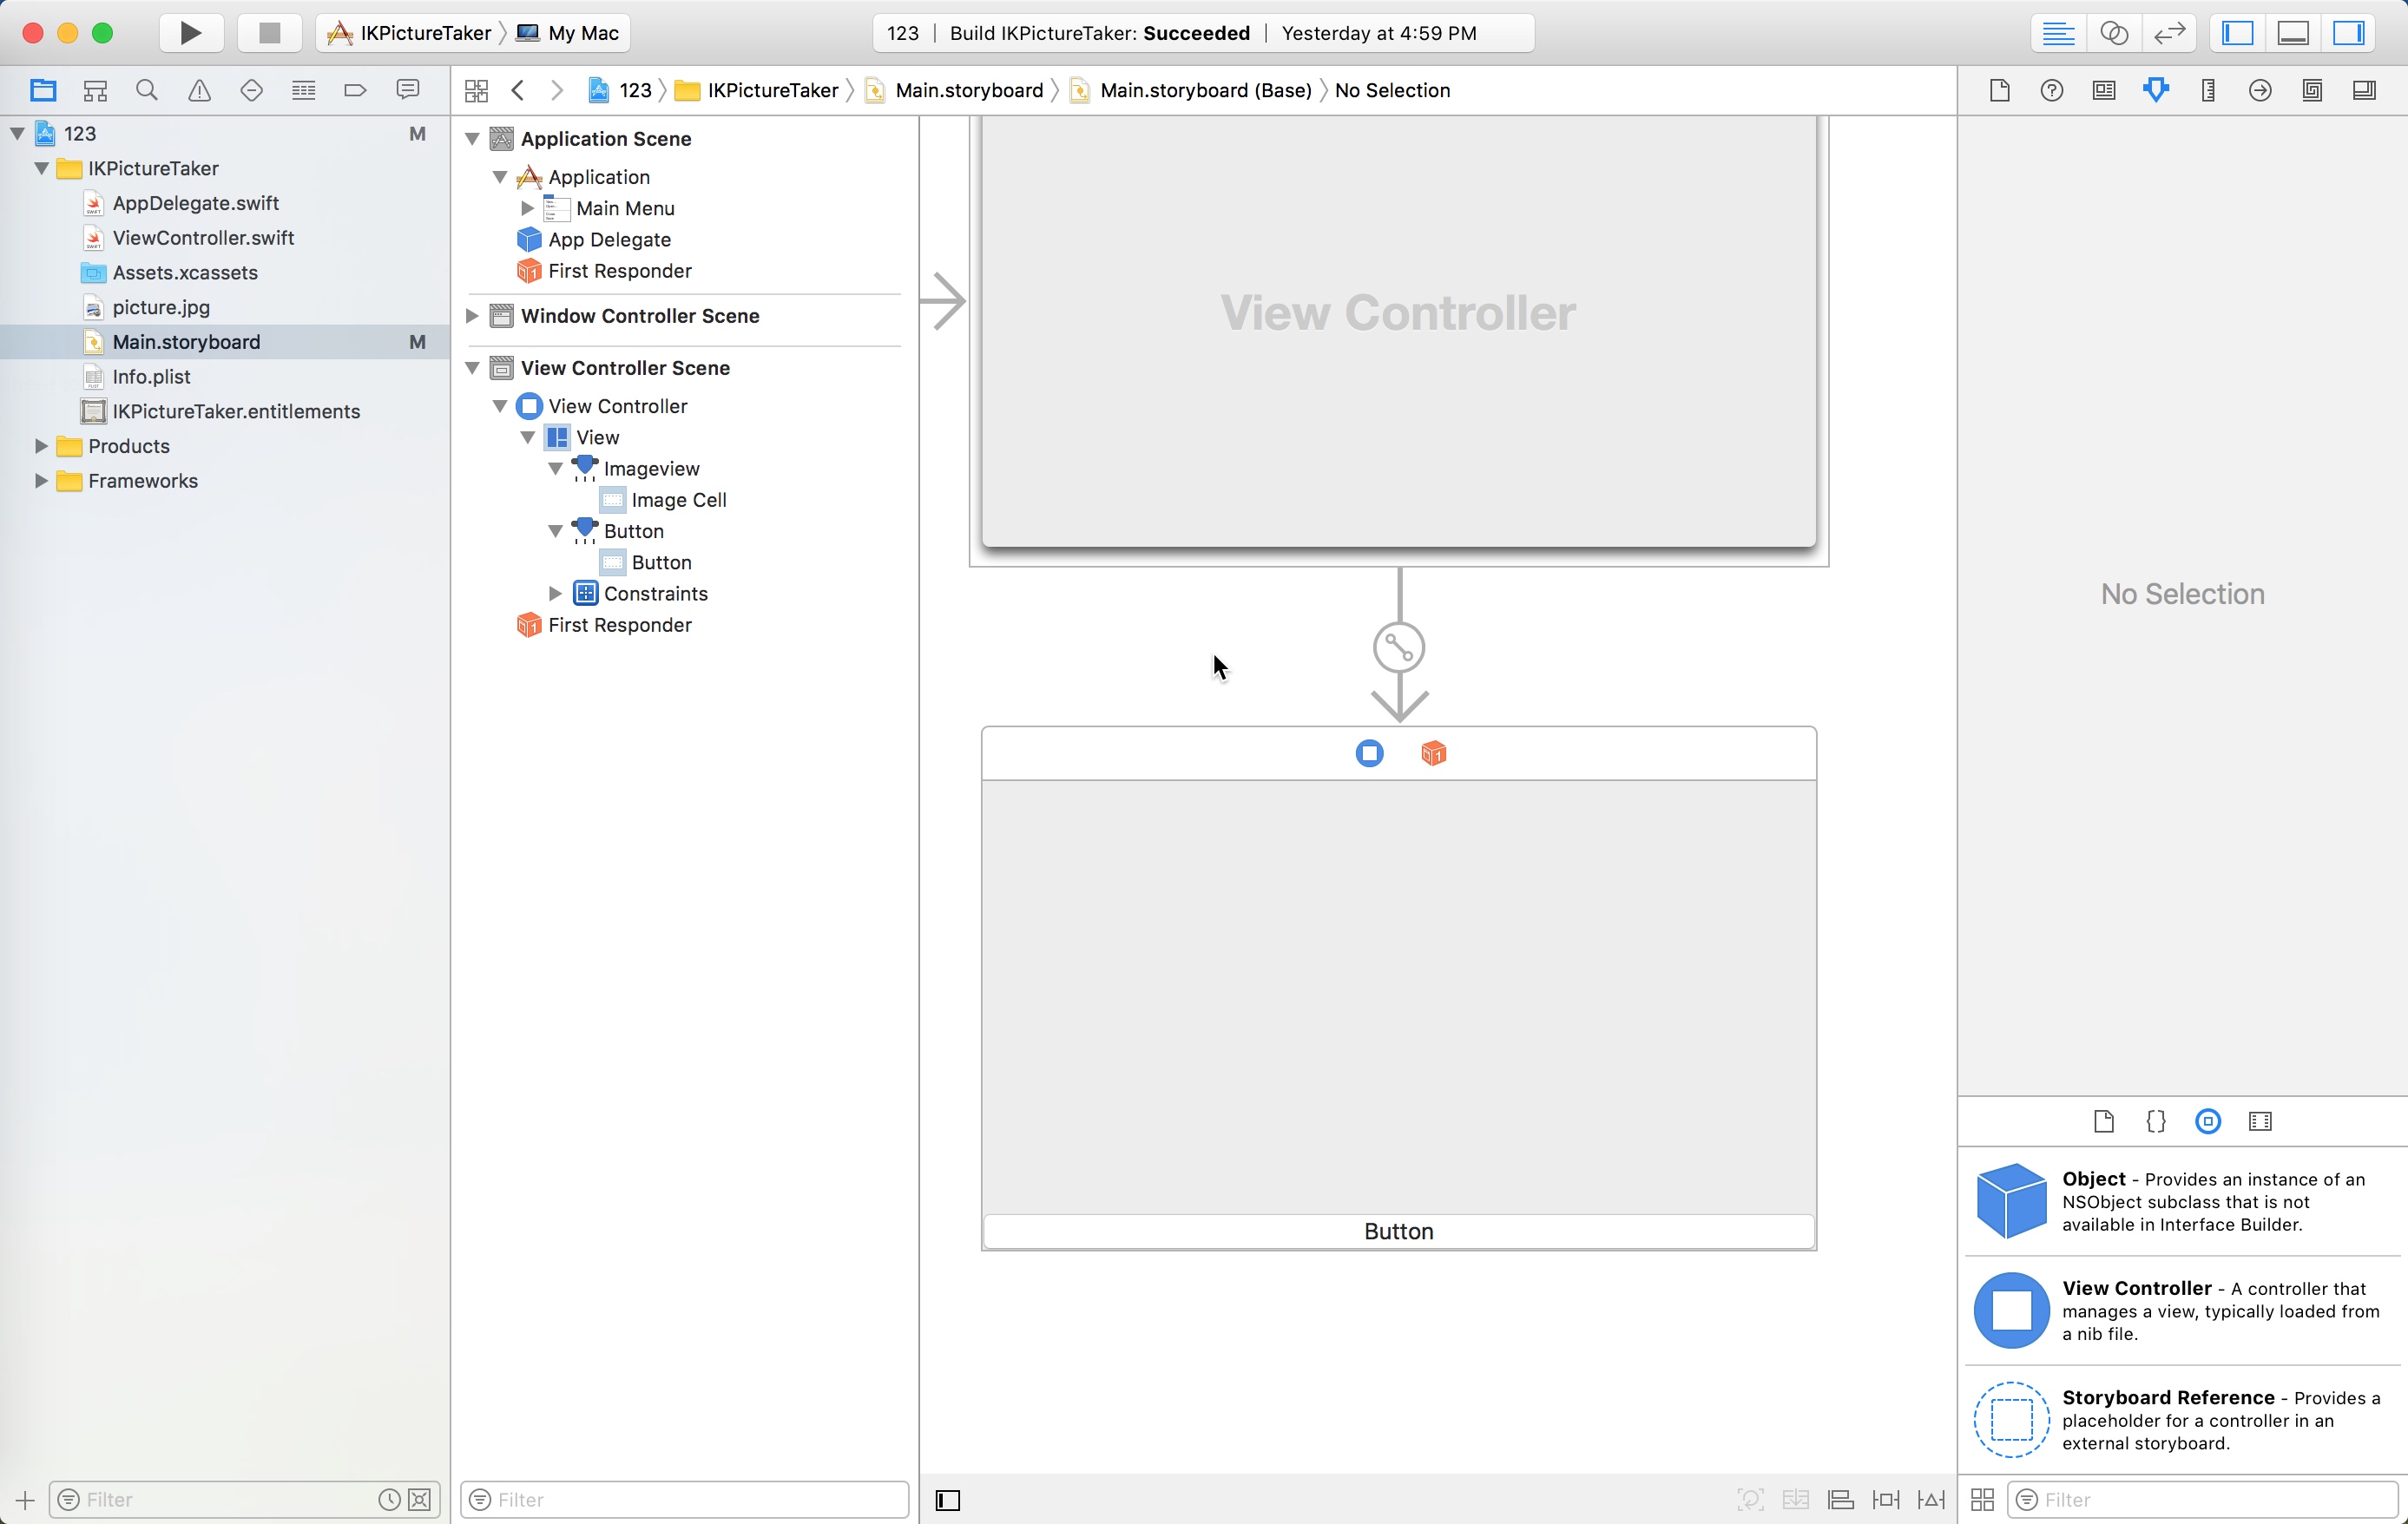 IKPictureTaker My Mac
123 Build IKPictureTaker: Succeeded Yesterday at 4:59 PM
123 IKPictureTaker Main.storyboard Main.storyboard (Base) No Selection
123 M
IKPictureTaker
AppDelegate.swift
ViewController.swift
Assets.xcassets
picture.jpg
Main.storyboard M
Info.plist
IKPictureTaker.entitlements
Products
Frameworks
Filter
Application Scene
Application
Main Menu
App Delegate
First Responder
Window Controller Scene
View Controller Scene
View Controller
View
Imageview
Image Cell
Button
Button
Constraints
First Responder
Filter
View Controller
Button
No Selection
Object - Provides an instance of an
NSObject subclass that is not
available in Interface Builder.
View Controller - A controller that
manages a view, typically loaded from
a nib file.
Storyboard Reference - Provides a
placeholder for a controller in an
external storyboard.
Filter